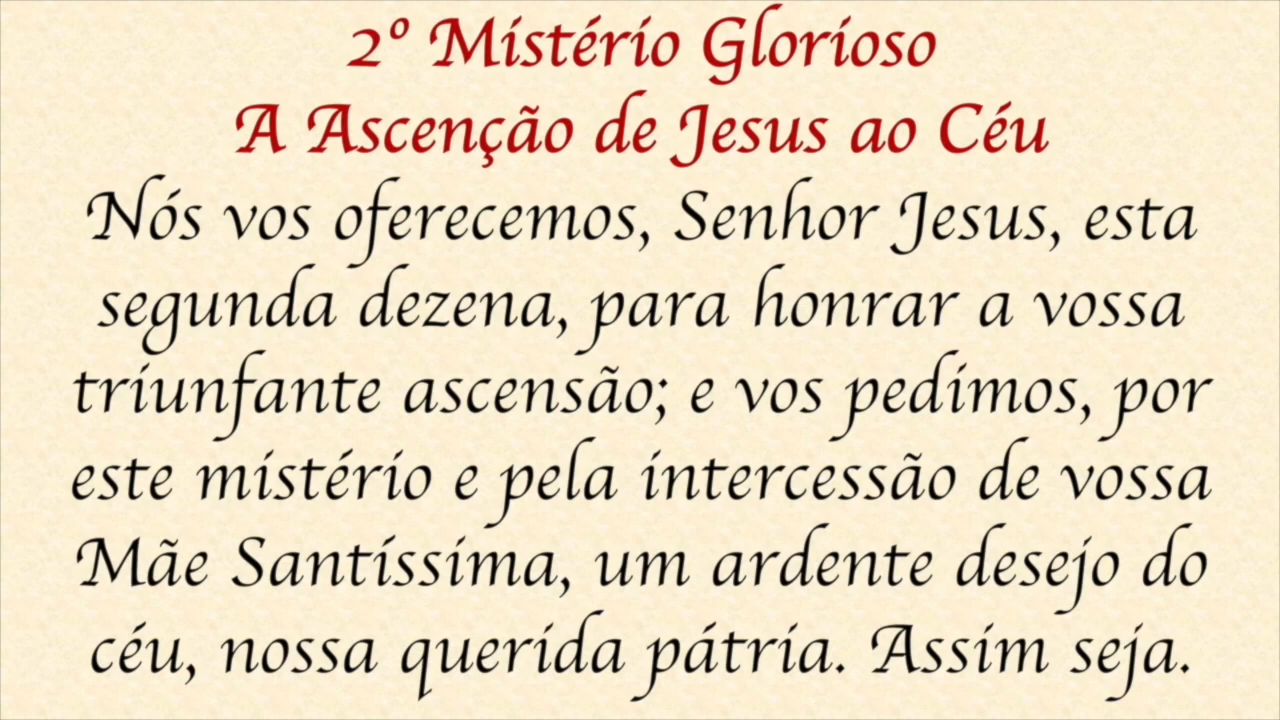 2º Mistério Glorioso
A Ascenção de Jesus ao Céu
Nós vos oferecemos, Senhor Jesus, esta
segunda dezena, para honrar a vossa
triunfante ascensão; e vos pedimos, por
este mistério e pela intercessão de vossa
Mãe Santíssima, um ardente desejo do
céu, nossa querida pátria. Assim seja.